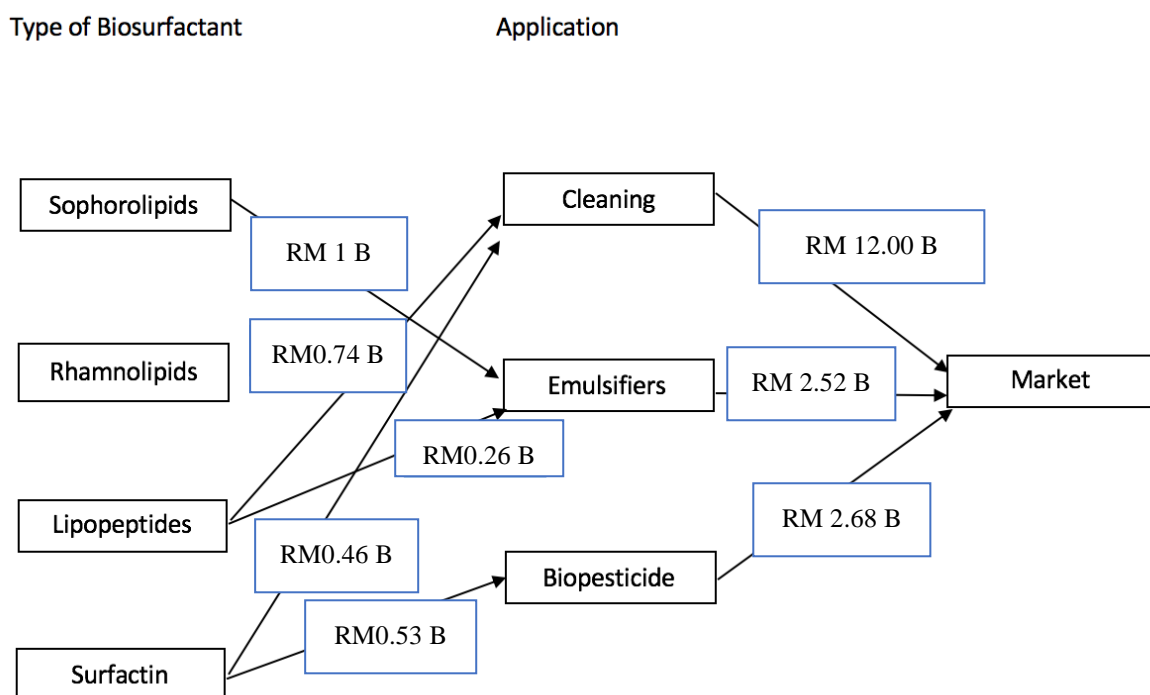 Type of Biosurfactant
Application
Sophorolipids
Cleaning
RM 1 B
RM 12.00 B
Rhamnolipids
RM0.74 B
Emulsifiers
RM 2.52 B
Market
RM0.26 B
Lipopeptides
RM 2.68 B
RM0.46 B
Biopesticide
RM0.53 B
Surfactin